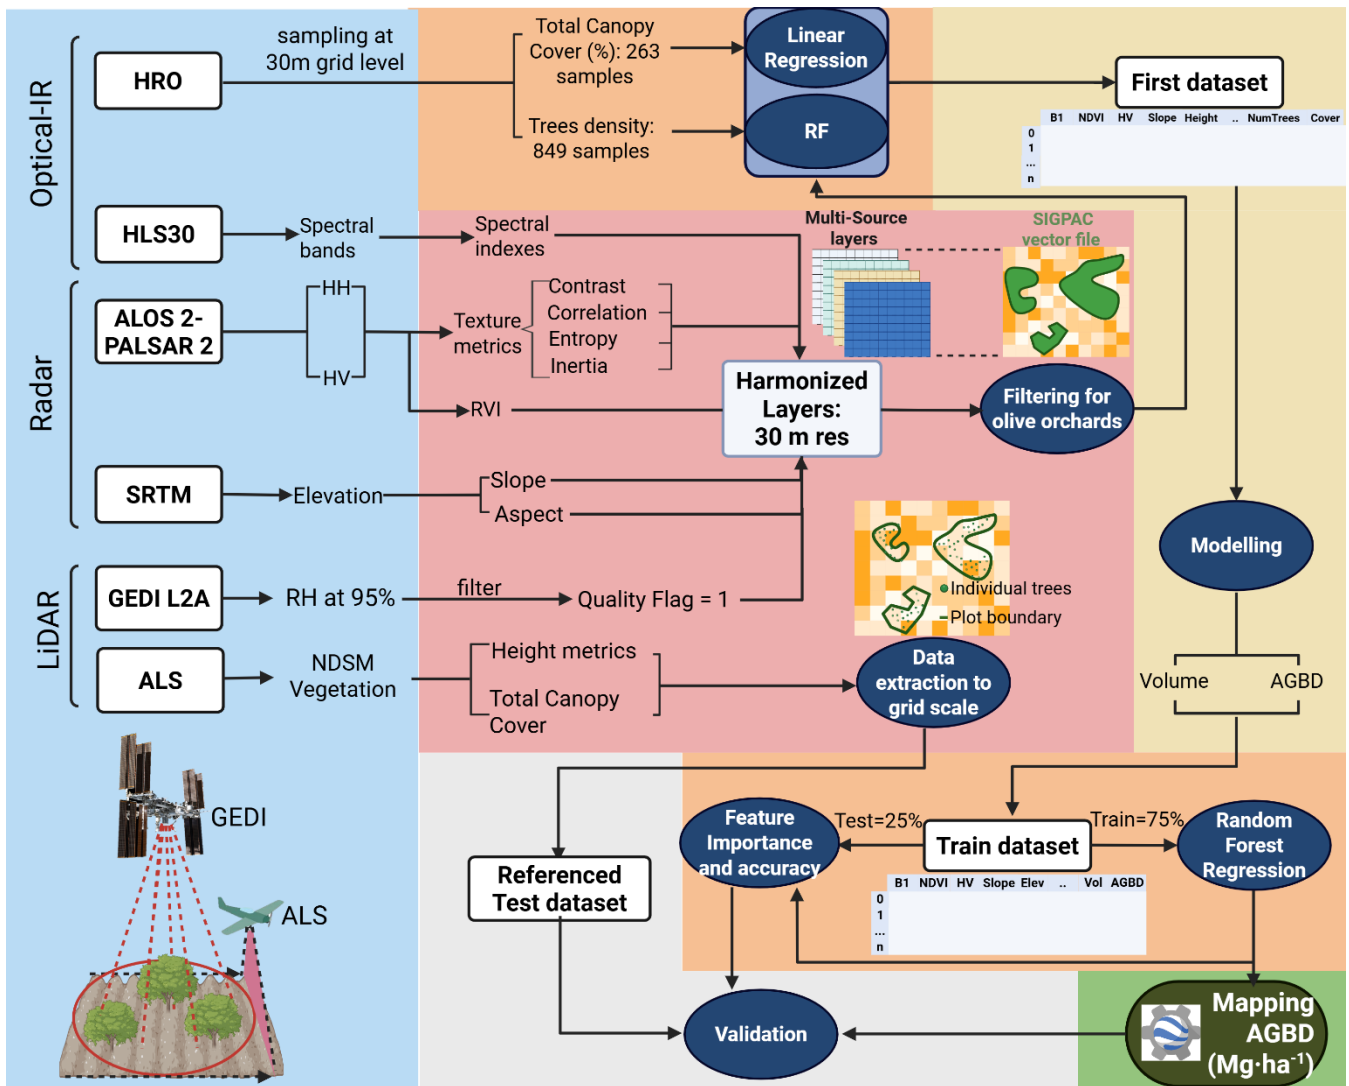 Optical-IR
HRO
sampling at
30m grid level
Total Canopy
Cover (%): 263
samples
Trees density:
849 samples
Linear
Regression
RF
First dataset
B1 NDVI HV Slope Height .. NumTrees Cover
0
1
...
n
HLS30
Spectral
bands
Spectral
indexes
Multi-Source
layers
SIGPAC
vector file
Radar
ALOS 2-
PALSAR 2
HH
HV
Texture
metrics
Contrast
Correlation
Entropy
Inertia
RVI
Harmonized
Layers:
30 m res
Filtering for
olive orchards
SRTM
Elevation
Slope
Aspect
Modelling
LiDAR
GEDI L2A
RH at 95%
filter
Quality Flag = 1
Individual trees
Plot boundary
ALS
NDSM
Vegetation
Height metrics
Total Canopy
Cover
Data
extraction to
grid scale
Volume
AGBD
GEDI
ALS
Referenced
Test dataset
Feature
Importance
and accuracy
Test=25%
Train dataset
Train=75%
Random
Forest
Regression
B1 NDVI HV Slope Elev .. Vol AGBD
0
1
...
n
Validation
Mapping
AGBD
(Mg·ha⁻¹)